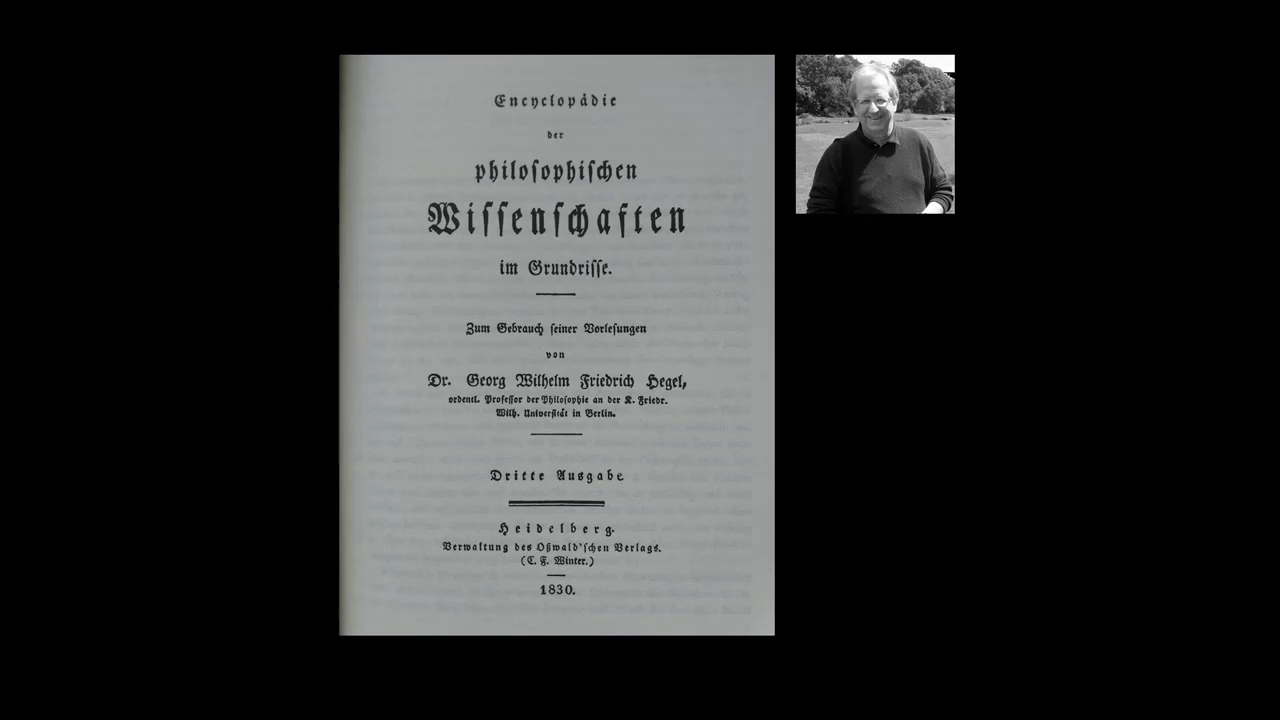 Encyclopädie
der
philoſophiſchen
Wiſſenſchaften
im Grundriſſe.
Zum Gebrauch ſeiner Vorleſungen
von
Dr. Georg Wilhelm Friedrich Hegel,
ordentl. Profeſſor der Philoſophie an der K. Friedr.
Wilh. Univerſität in Berlin.
Dritte Ausgabe
Heidelberg.
Verwaltung des Oßwald'ſchen Verlags.
(C. F. Winter.)
1830.